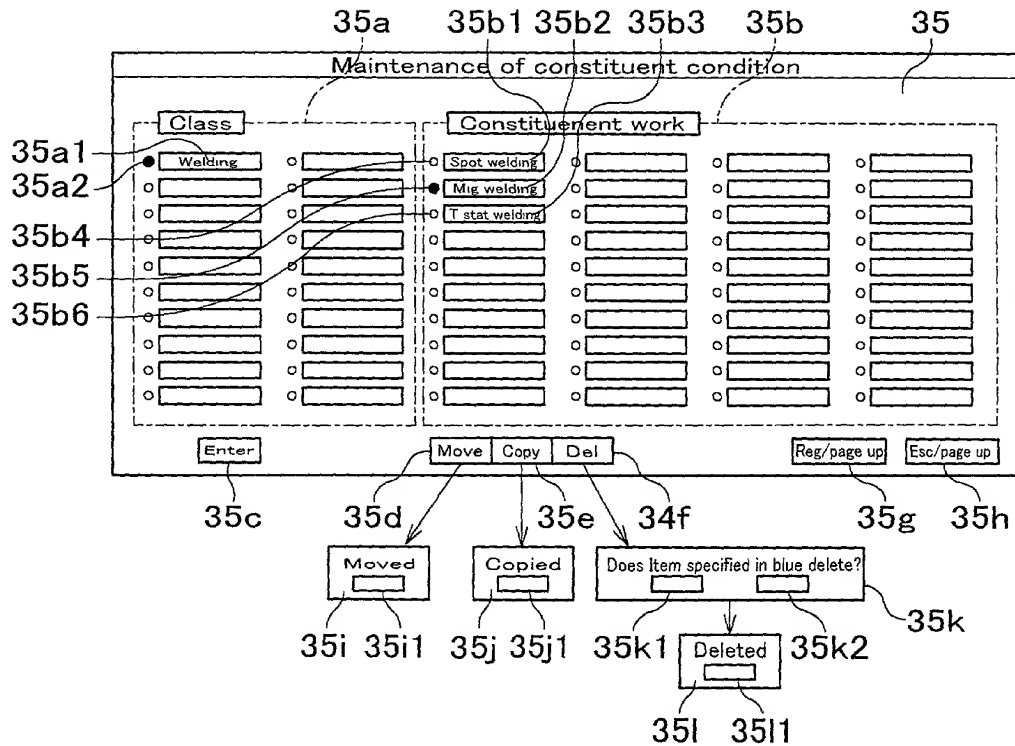 35a 35b1 35b2 35b3 35b 35
Maintenance of constituent condition
Class Constituenent work
35a1 Welding Spot welding
35a2 Mig welding
T stat welding
35b4
35b5
35b6
Enter Move Copy Del Reg/page up Esc/page up
35c 35d 35e 34f 35g 35h
Moved Copied Does Item specified in blue delete?
35i 35i1 35j 35j1 35k1 35k2 35k
Deleted
35l 35l1